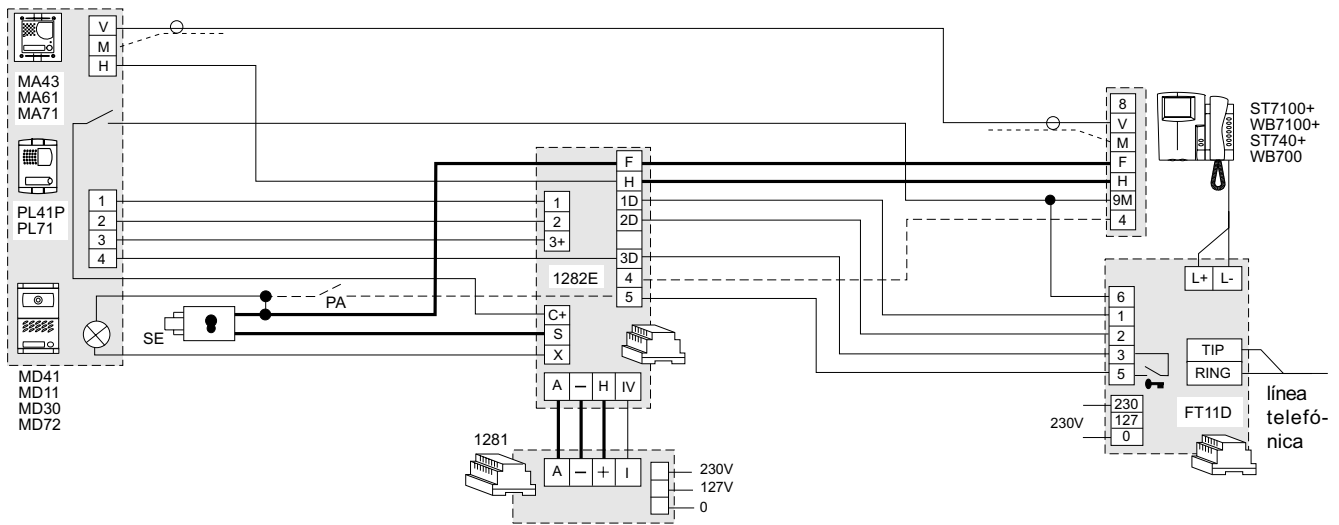 V
M
H
MA43
MA61
MA71
PL41P
PL71
1
2
3
4
MD41
MD11
MD30
MD72
SE
PA
F
H
1D
2D
3D
4
5
1
2
3+
1282E
C+
S
X
A – H IV
1281
A – + I
230V
127V
0
8
V
M
F
H
9M
4
ST7100+
WB7100+
ST740+
WB700
L+ L-
6
1
2
3
5
TIP
RING
línea
telefó-
nica
230V
230
127
0
FT11D